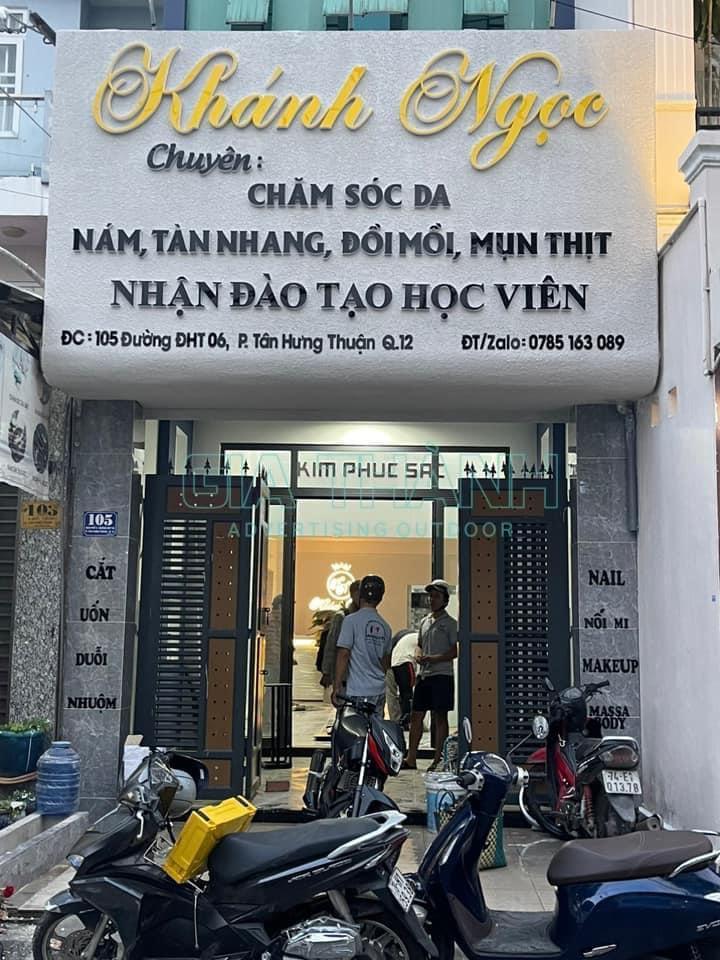 Khánh Ngọc
Chuyên:
CHĂM SÓC DA
NÁM, TÀN NHANG, ĐỒI MỒI, MỤN THỊT
NHẬN ĐÀO TẠO HỌC VIÊN
ĐC: 105 Đường ĐHT 06, P. Tân Hưng Thuận Q.12 ĐT/Zalo: 0785 163 089
KIM PHUC SAC
GIA THÀNH
ADVERTISING OUTDOOR
105
105
CẮT
UỐN
DUỖI
NHUỘM
NAIL
NỐI MI
MAKEUP
MASSA
BODY
74-E1
013.78